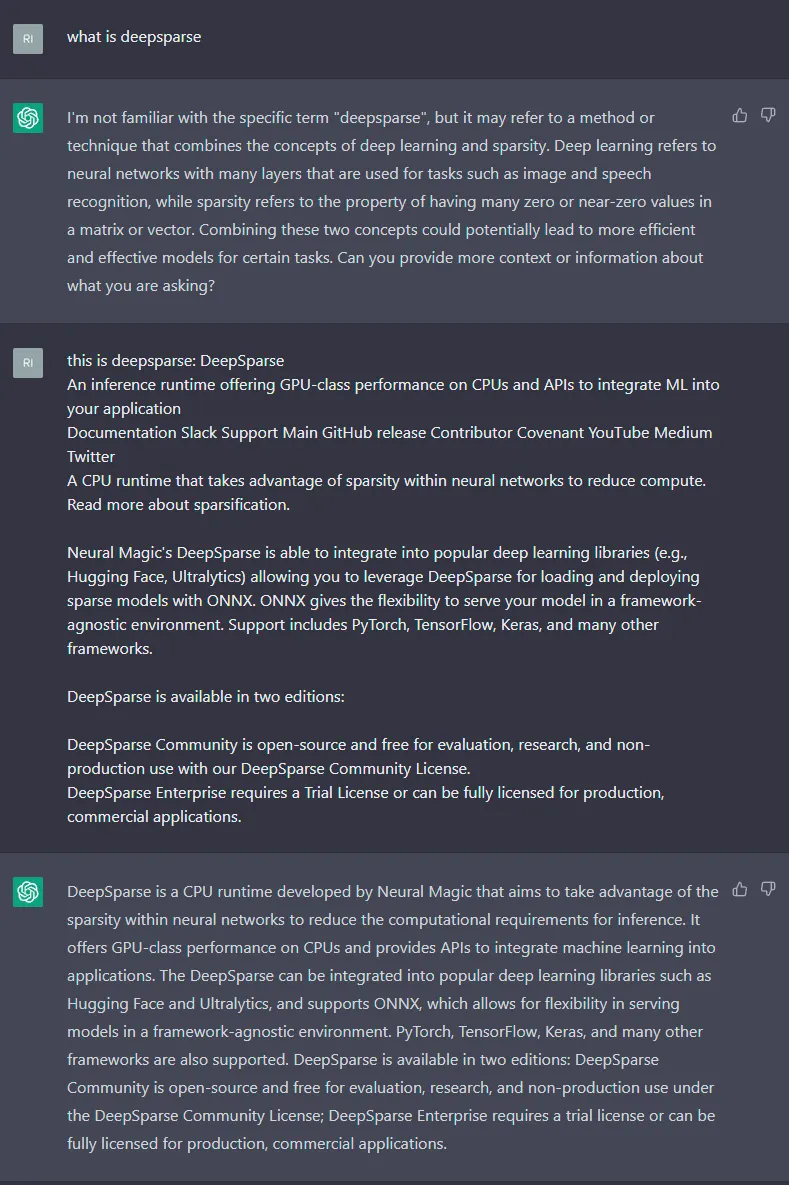 RI
what is deepsparse
I'm not familiar with the specific term "deepsparse", but it may refer to a method or
technique that combines the concepts of deep learning and sparsity. Deep learning refers to
neural networks with many layers that are used for tasks such as image and speech
recognition, while sparsity refers to the property of having many zero or near-zero values in
a matrix or vector. Combining these two concepts could potentially lead to more efficient
and effective models for certain tasks. Can you provide more context or information about
what you are asking?
RI
this is deepsparse: DeepSparse
An inference runtime offering GPU-class performance on CPUs and APIs to integrate ML into
your application
Documentation Slack Support Main GitHub release Contributor Covenant YouTube Medium
Twitter
A CPU runtime that takes advantage of sparsity within neural networks to reduce compute.
Read more about sparsification.
Neural Magic's DeepSparse is able to integrate into popular deep learning libraries (e.g.,
Hugging Face, Ultralytics) allowing you to leverage DeepSparse for loading and deploying
sparse models with ONNX. ONNX gives the flexibility to serve your model in a framework-
agnostic environment. Support includes PyTorch, TensorFlow, Keras, and many other
frameworks.
DeepSparse is available in two editions:
DeepSparse Community is open-source and free for evaluation, research, and non-
production use with our DeepSparse Community License.
DeepSparse Enterprise requires a Trial License or can be fully licensed for production,
commercial applications.
DeepSparse is a CPU runtime developed by Neural Magic that aims to take advantage of the
sparsity within neural networks to reduce the computational requirements for inference. It
offers GPU-class performance on CPUs and provides APIs to integrate machine learning into
applications. The DeepSparse can be integrated into popular deep learning libraries such as
Hugging Face and Ultralytics, and supports ONNX, which allows for flexibility in serving
models in a framework-agnostic environment. PyTorch, TensorFlow, Keras, and many other
frameworks are also supported. DeepSparse is available in two editions: DeepSparse
Community is open-source and free for evaluation, research, and non-production use under
the DeepSparse Community License; DeepSparse Enterprise requires a trial license or can be
fully licensed for production, commercial applications.